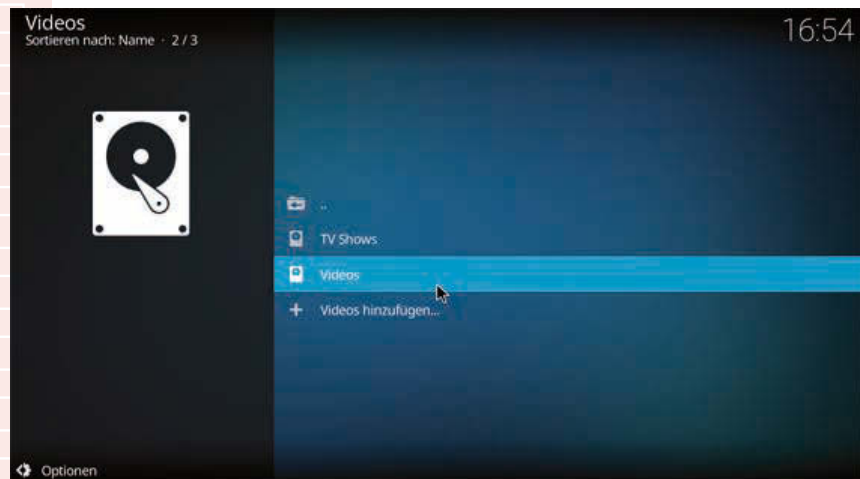 Videos
Sortieren nach: Name · 2 / 3
16:54
..
TV Shows
Videos
Videos hinzufügen...
Optionen